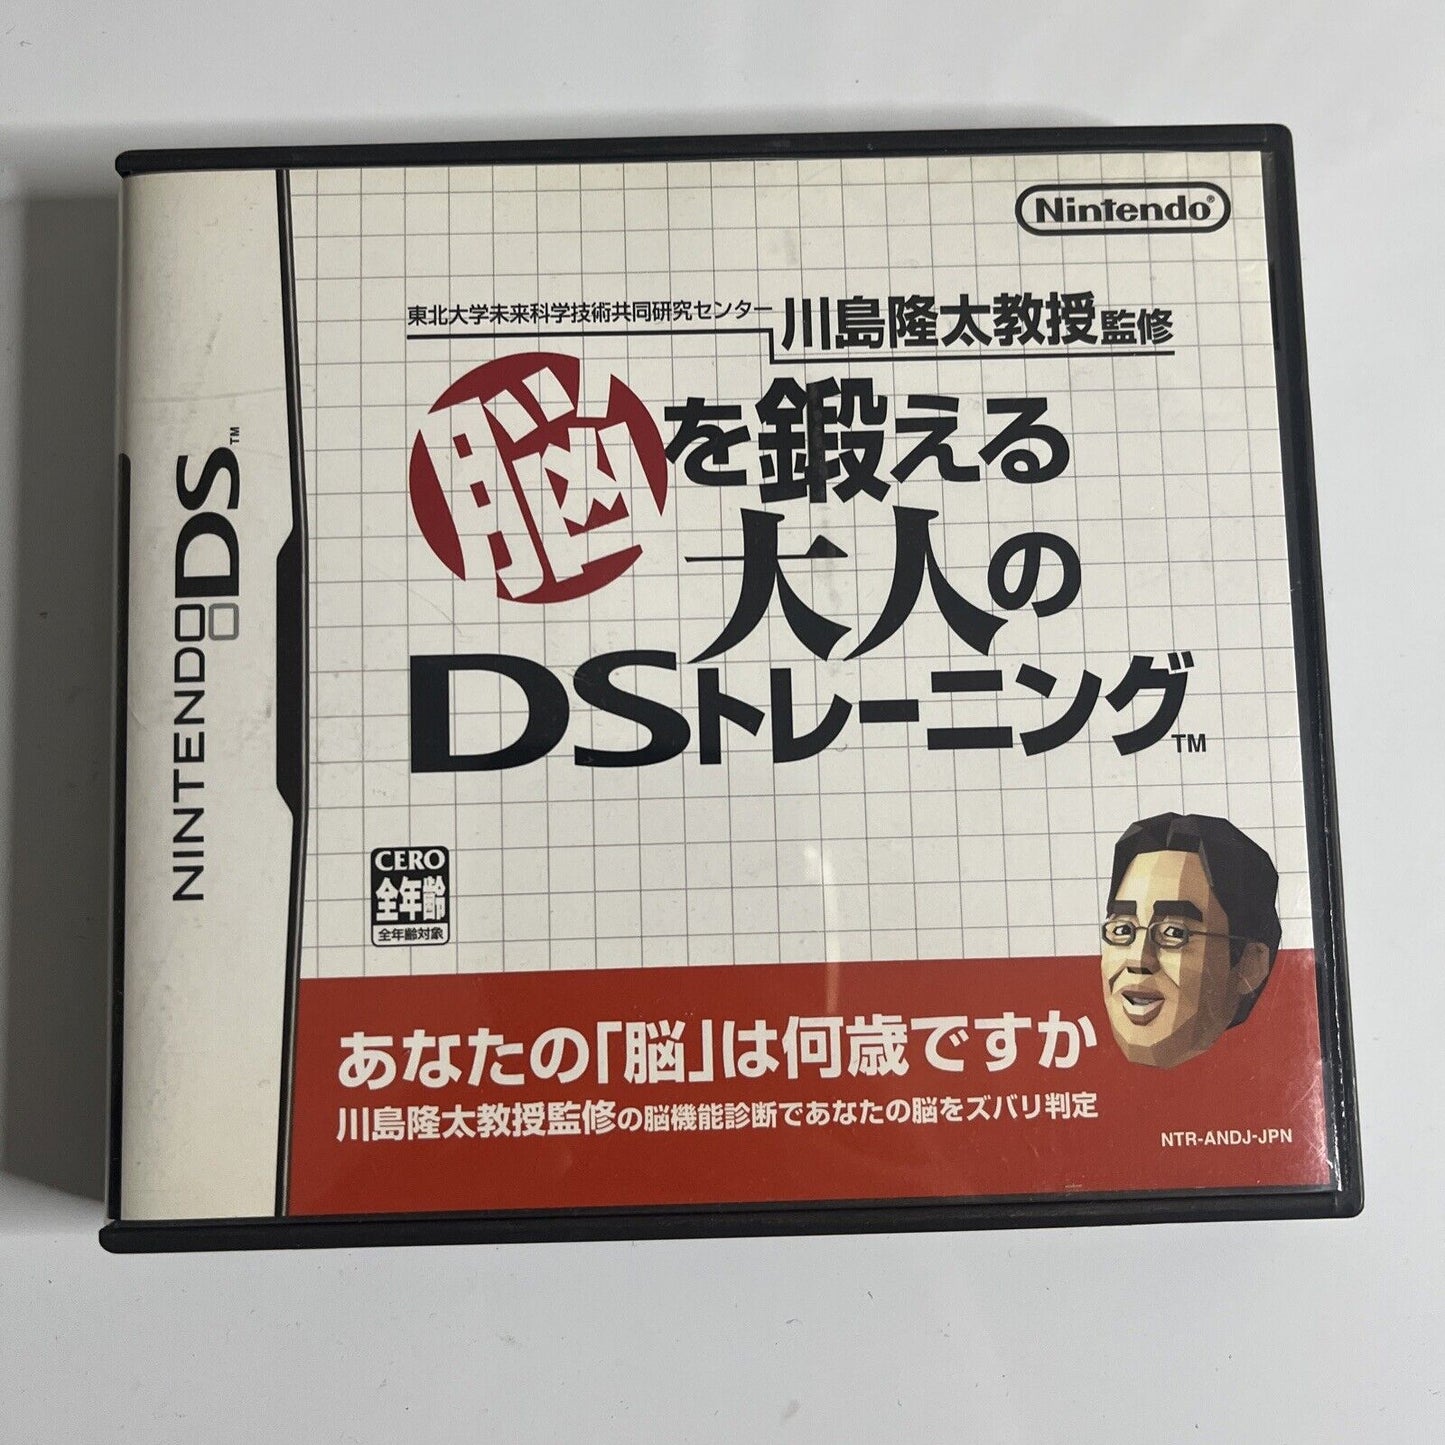 Nintendo®
東北大学未来科学技術共同研究センター 川島隆太教授監修
脳を鍛える
大人の
DSトレーニング™
NINTENDODS™
CERO
全年齢
全年齢対象
あなたの「脳」は何歳ですか
川島隆太教授監修の脳機能診断であなたの脳をズバリ判定
NTR-ANDJ-JPN